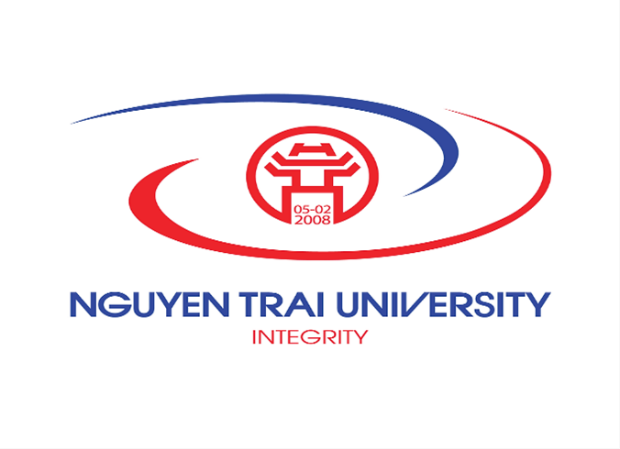 05-02
2008
NGUYEN TRAI UNIVERSITY
INTEGRITY